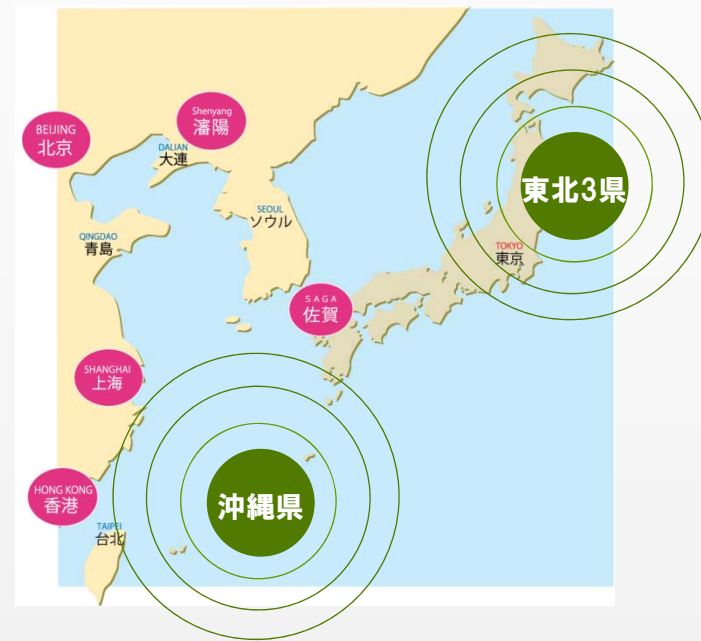 Shenyang
瀋陽
BEIJING
北京
DALIAN
大連
東北3県
SEOUL
ソウル
QINGDAO
青島
TOKYO
東京
SAGA
佐賀
SHANGHAI
上海
HONG KONG
香港
沖縄県
TAIPEI
台北